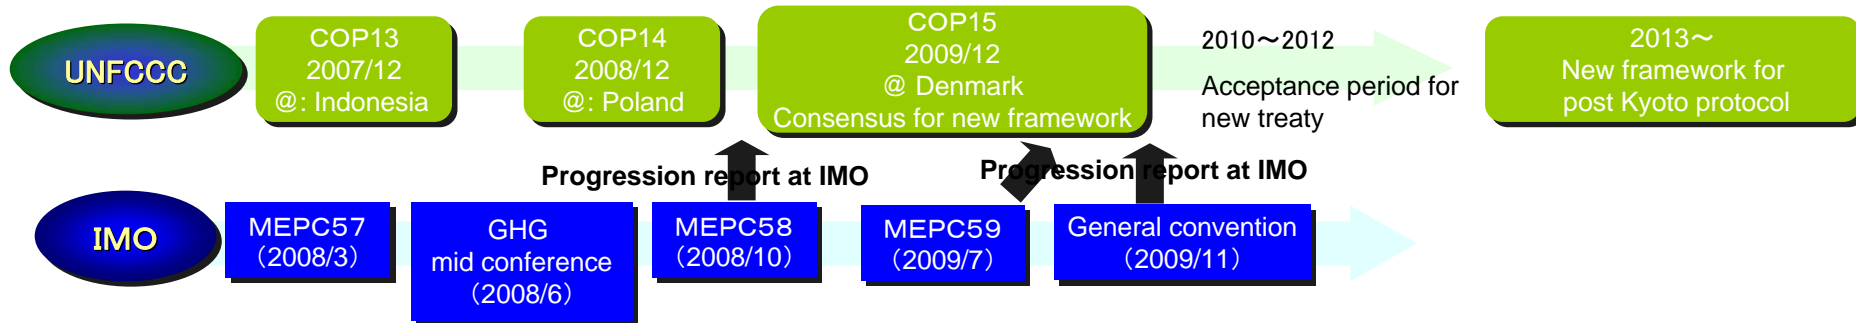 UNFCCC
COP13
2007/12
@: Indonesia
COP14
2008/12
@: Poland
COP15
2009/12
@ Denmark
Consensus for new framework
2010～2012
Acceptance period for
new treaty
2013～
New framework for
post Kyoto protocol
Progression report at IMO
Progression report at IMO
IMO
MEPC57
（2008/3）
GHG
mid conference
（2008/6）
MEPC58
（2008/10）
MEPC59
（2009/7）
General convention
（2009/11）